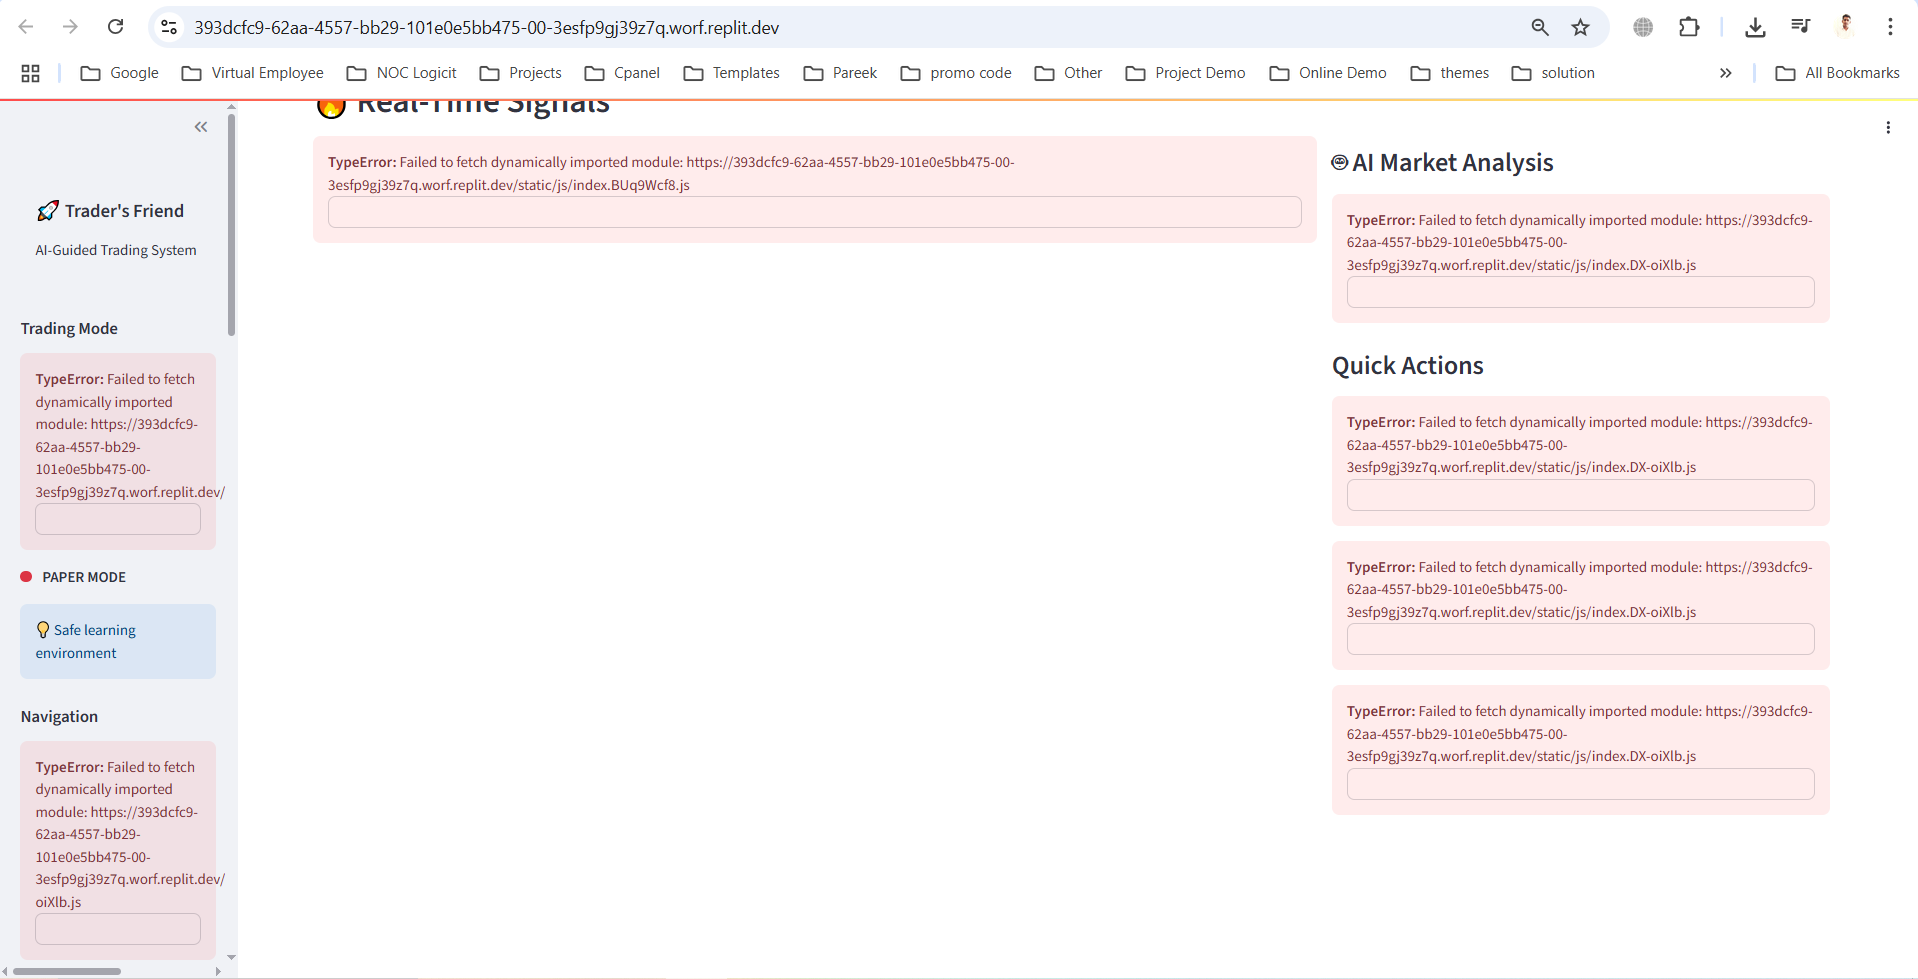 393dcfc9-62aa-4557-bb29-101e0e5bb475-00-3esfp9gj39z7q.worf.replit.dev
Google
Virtual Employee
NOC Logicit
Projects
Cpanel
Templates
Pareek
promo code
Other
Project Demo
Online Demo
themes
solution
All Bookmarks
Trader's Friend
AI-Guided Trading System
Trading Mode
TypeError: Failed to fetch
dynamically imported
module: https://393dcfc9-
62aa-4557-bb29-
101e0e5bb475-00-
3esfp9gj39z7q.worf.replit.dev/
PAPER MODE
Safe learning
environment
Navigation
TypeError: Failed to fetch
dynamically imported
module: https://393dcfc9-
62aa-4557-bb29-
101e0e5bb475-00-
3esfp9gj39z7q.worf.replit.dev/
oiXlb.js
Real-Time Signals
TypeError: Failed to fetch dynamically imported module: https://393dcfc9-62aa-4557-bb29-101e0e5bb475-00-
3esfp9gj39z7q.worf.replit.dev/static/js/index.BUq9Wcf8.js
AI Market Analysis
TypeError: Failed to fetch dynamically imported module: https://393dcfc9-
62aa-4557-bb29-101e0e5bb475-00-
3esfp9gj39z7q.worf.replit.dev/static/js/index.DX-oiXlb.js
Quick Actions
TypeError: Failed to fetch dynamically imported module: https://393dcfc9-
62aa-4557-bb29-101e0e5bb475-00-
3esfp9gj39z7q.worf.replit.dev/static/js/index.DX-oiXlb.js
TypeError: Failed to fetch dynamically imported module: https://393dcfc9-
62aa-4557-bb29-101e0e5bb475-00-
3esfp9gj39z7q.worf.replit.dev/static/js/index.DX-oiXlb.js
TypeError: Failed to fetch dynamically imported module: https://393dcfc9-
62aa-4557-bb29-101e0e5bb475-00-
3esfp9gj39z7q.worf.replit.dev/static/js/index.DX-oiXlb.js